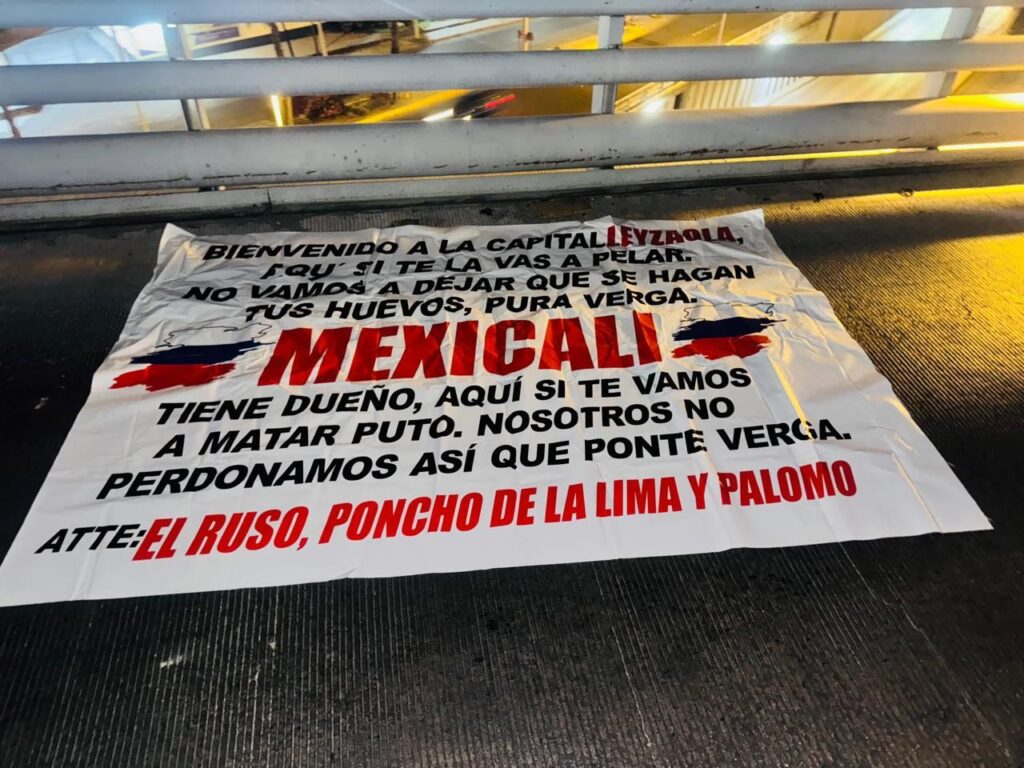 BIENVENIDO A LA CAPITAL LEYZAOLA,
AQUÍ SI TE LA VAS A PELAR.
NO VAMOS A DEJAR QUE SE HAGAN
TUS HUEVOS, PURA VERGA.
MEXICALI
TIENE DUEÑO, AQUÍ SI TE VAMOS
A MATAR PUTO. NOSOTROS NO
PERDONAMOS ASÍ QUE PONTE VERGA.
ATTE: EL RUSO, PONCHO DE LA LIMA Y PALOMO